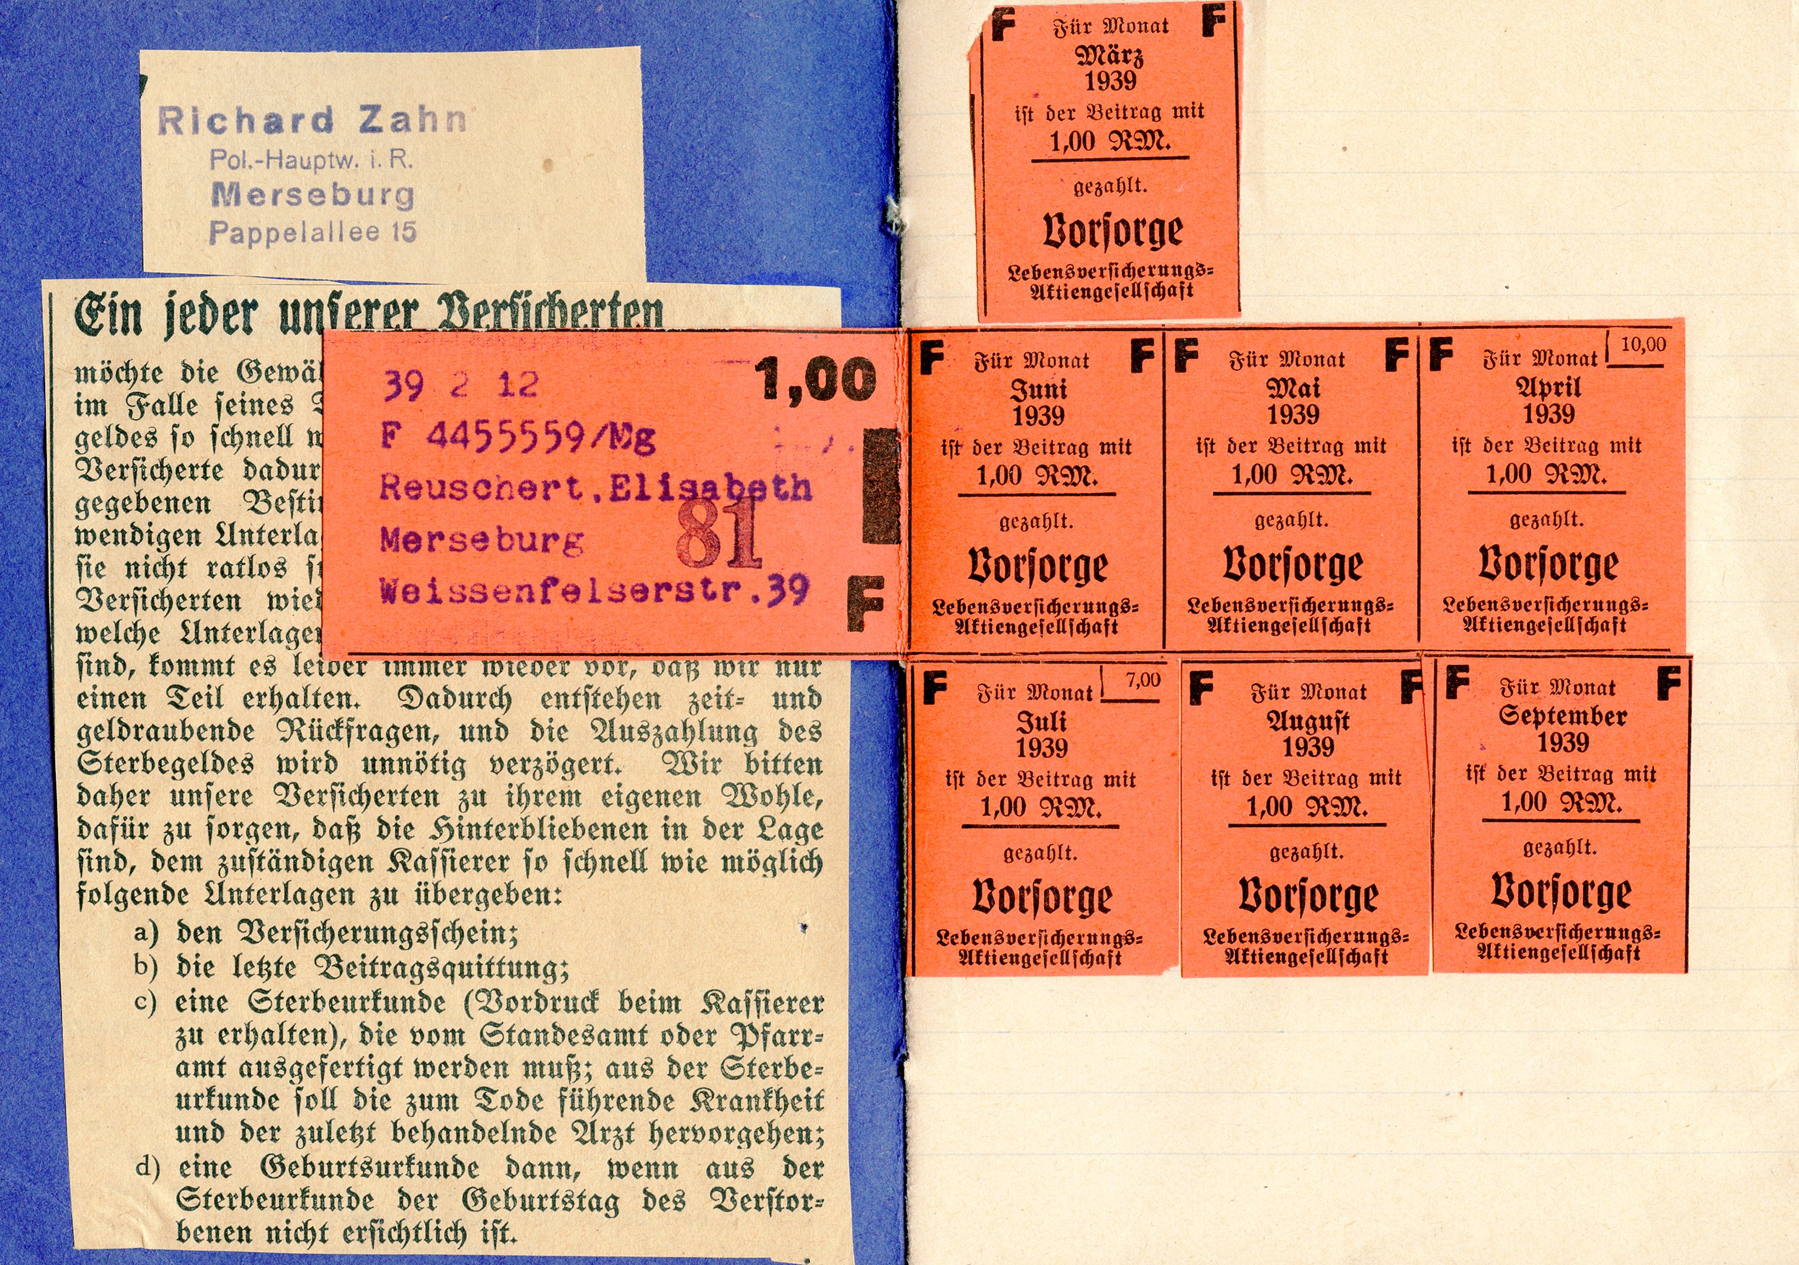 Richard Zahn
Pol.-Hauptw. i. R.
Merseburg
Pappelallee 15
Ein jeder unserer Versicherten
möchte die
im Falle seines
geldes so schnell
Versicherte
gegebenen
wendigen
sie nicht ratlos
Versicherten
welche
sind, kommt es leider immer wieder vor, daß wir nur
einen Teil erhalten. Dadurch entstehen zeit- und
geldraubende Rückfragen, und die Auszahlung des
Sterbegeldes wird unnötig verzögert. Wir bitten
daher unsere Versicherten zu ihrem eigenen Wohle,
dafür zu sorgen, daß die Hinterbliebenen in der Lage
sind, dem zuständigen Kassierer so schnell wie möglich
folgende Unterlagen zu übergeben:
a) den Versicherungsschein;
b) die letzte Beitragsquittung;
c) eine Sterbeurkunde (Vordruck beim Kassierer
zu erhalten), die vom Standesamt oder Pfarr-
amt ausgefertigt werden muß; aus der Sterbe-
urkunde soll die zum Tode führende Krankheit
und der zuletzt behandelnde Arzt hervorgehen;
d) eine Geburtsurkunde dann, wenn aus der
Sterbeurkunde der Geburtstag des Verstor-
benen nicht ersichtlich ist.
39 2 12
1,00
F 4455559/Mg
Reuschert,Elisabeth
81
Merseburg
Weissenfelserstr.39
F
F Für Monat F
März
1939
ist der Beitrag mit
1,00 RM.
gezahlt.
Vorsorge
Lebensversicherungs-
Aktiengesellschaft
F Für Monat F
Juni
1939
ist der Beitrag mit
1,00 RM.
gezahlt.
Vorsorge
Lebensversicherungs-
Aktiengesellschaft
F Für Monat F
Mai
1939
ist der Beitrag mit
1,00 RM.
gezahlt.
Vorsorge
Lebensversicherungs-
Aktiengesellschaft
F Für Monat 10,00
April
1939
ist der Beitrag mit
1,00 RM.
gezahlt.
Vorsorge
Lebensversicherungs-
Aktiengesellschaft
F Für Monat 7,00
Juli
1939
ist der Beitrag mit
1,00 RM.
gezahlt.
Vorsorge
Lebensversicherungs-
Aktiengesellschaft
F Für Monat F
August
1939
ist der Beitrag mit
1,00 RM.
gezahlt.
Vorsorge
Lebensversicherungs-
Aktiengesellschaft
F Für Monat F
September
1939
ist der Beitrag mit
1,00 RM.
gezahlt.
Vorsorge
Lebensversicherungs-
Aktiengesellschaft